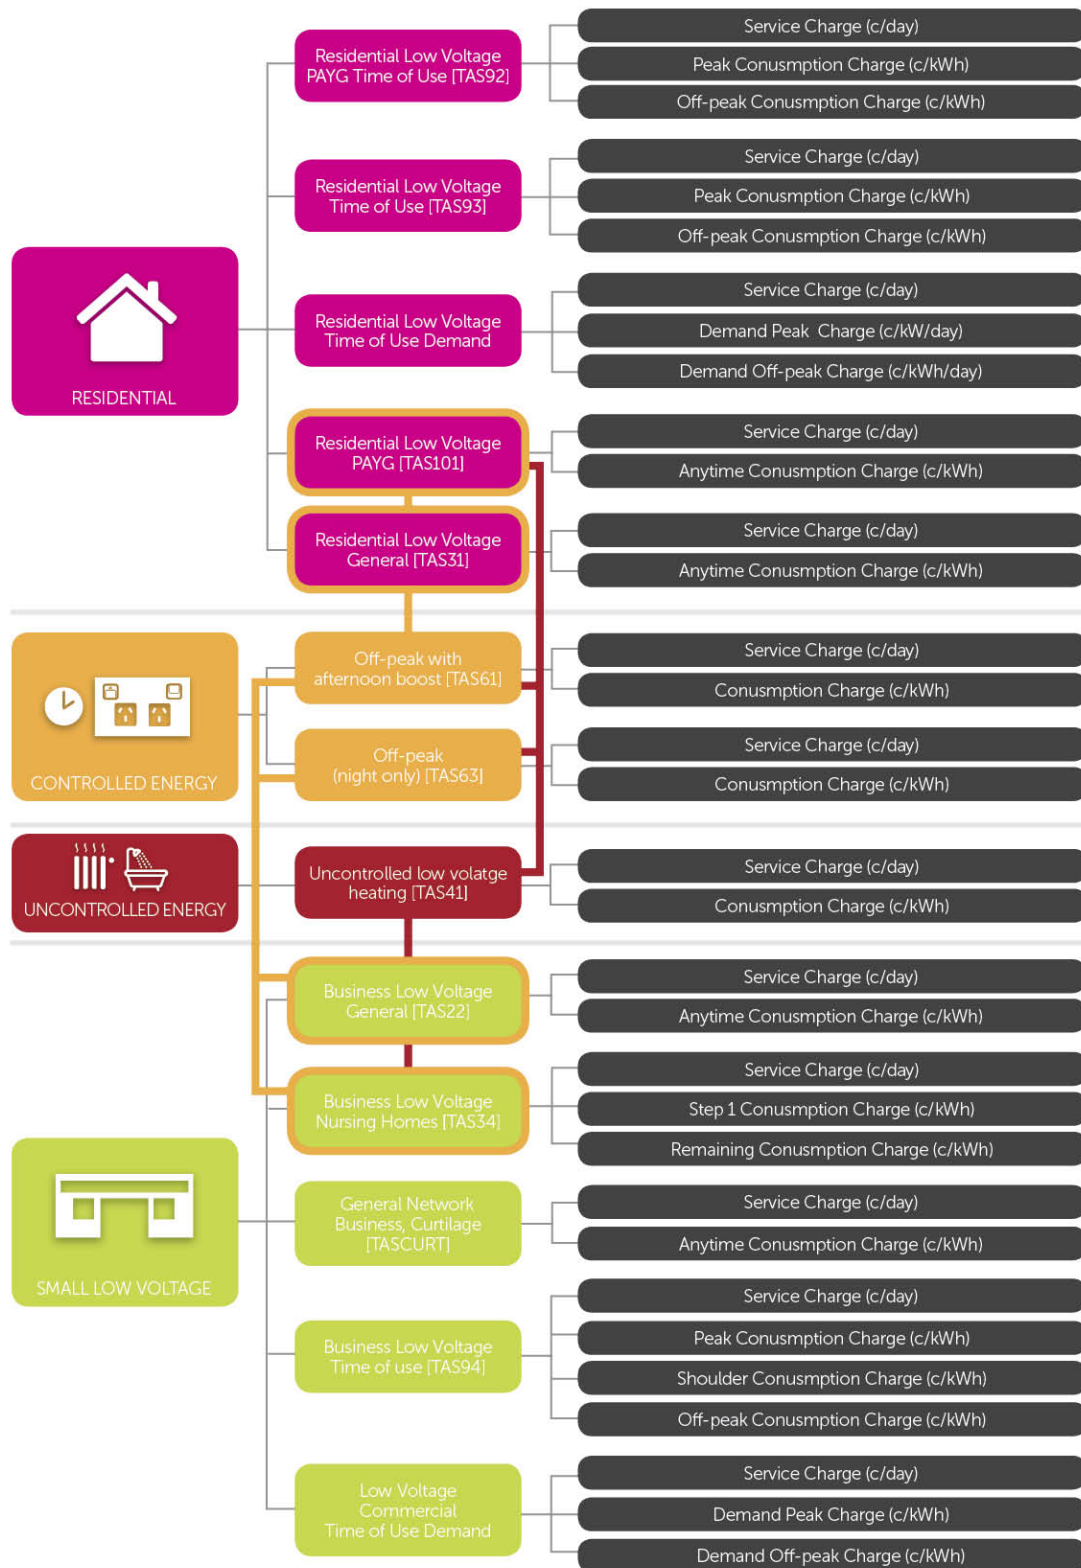 Residential Low Voltage
PAYG Time of Use [TAS92]
Service Charge (c/day)
Peak Conusmption Charge (c/kWh)
Off-peak Conusmption Charge (c/kWh)
Residential Low Voltage
Time of Use [TAS93]
Service Charge (c/day)
Peak Conusmption Charge (c/kWh)
Off-peak Conusmption Charge (c/kWh)
RESIDENTIAL
Residential Low Voltage
Time of Use Demand
Service Charge (c/day)
Demand Peak Charge (c/kW/day)
Demand Off-peak Charge (c/kWh/day)
Residential Low Voltage
PAYG [TAS101]
Service Charge (c/day)
Anytime Conusmption Charge (c/kWh)
Residential Low Voltage
General [TAS31]
Service Charge (c/day)
Anytime Conusmption Charge (c/kWh)
CONTROLLED ENERGY
Off-peak with
afternoon boost [TAS61]
Service Charge (c/day)
Conusmption Charge (c/kWh)
Off-peak
(night only) [TAS63]
Service Charge (c/day)
Conusmption Charge (c/kWh)
UNCONTROLLED ENERGY
Uncontrolled low volatge
heating [TAS41]
Service Charge (c/day)
Conusmption Charge (c/kWh)
Business Low Voltage
General [TAS22]
Service Charge (c/day)
Anytime Conusmption Charge (c/kWh)
Business Low Voltage
Nursing Homes [TAS34]
Service Charge (c/day)
Step 1 Conusmption Charge (c/kWh)
Remaining Conusmption Charge (c/kWh)
SMALL LOW VOLTAGE
General Network
Business, Curtilage
[TASCURT]
Service Charge (c/day)
Anytime Conusmption Charge (c/kWh)
Business Low Voltage
Time of use [TAS94]
Service Charge (c/day)
Peak Conusmption Charge (c/kWh)
Shoulder Conusmption Charge (c/kWh)
Off-peak Conusmption Charge (c/kWh)
Low Voltage
Commercial
Time of Use Demand
Service Charge (c/day)
Demand Peak Charge (c/kWh)
Demand Off-peak Charge (c/kWh)